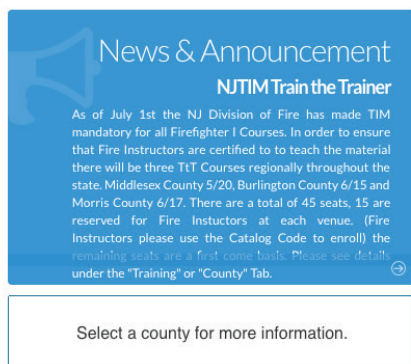 News & Announcement
NJTIM Train the Trainer
As of July 1st the NJ Division of Fire has made TIM
mandatory for all Firefighter I Courses. In order to ensure
that Fire Instructors are certified to to teach the material
there will be three TtT Courses regionally throughout the
state. Middlesex County 5/20, Burlington County 6/15 and
Morris County 6/17. There are a total of 45 seats, 15 are
reserved for Fire Instuctors at each venue. (Fire
Instructors please use the Catalog Code to enroll) the
remaining seats are a first come basis. Please see details
under the "Training" or "County" Tab.
Select a county for more information.